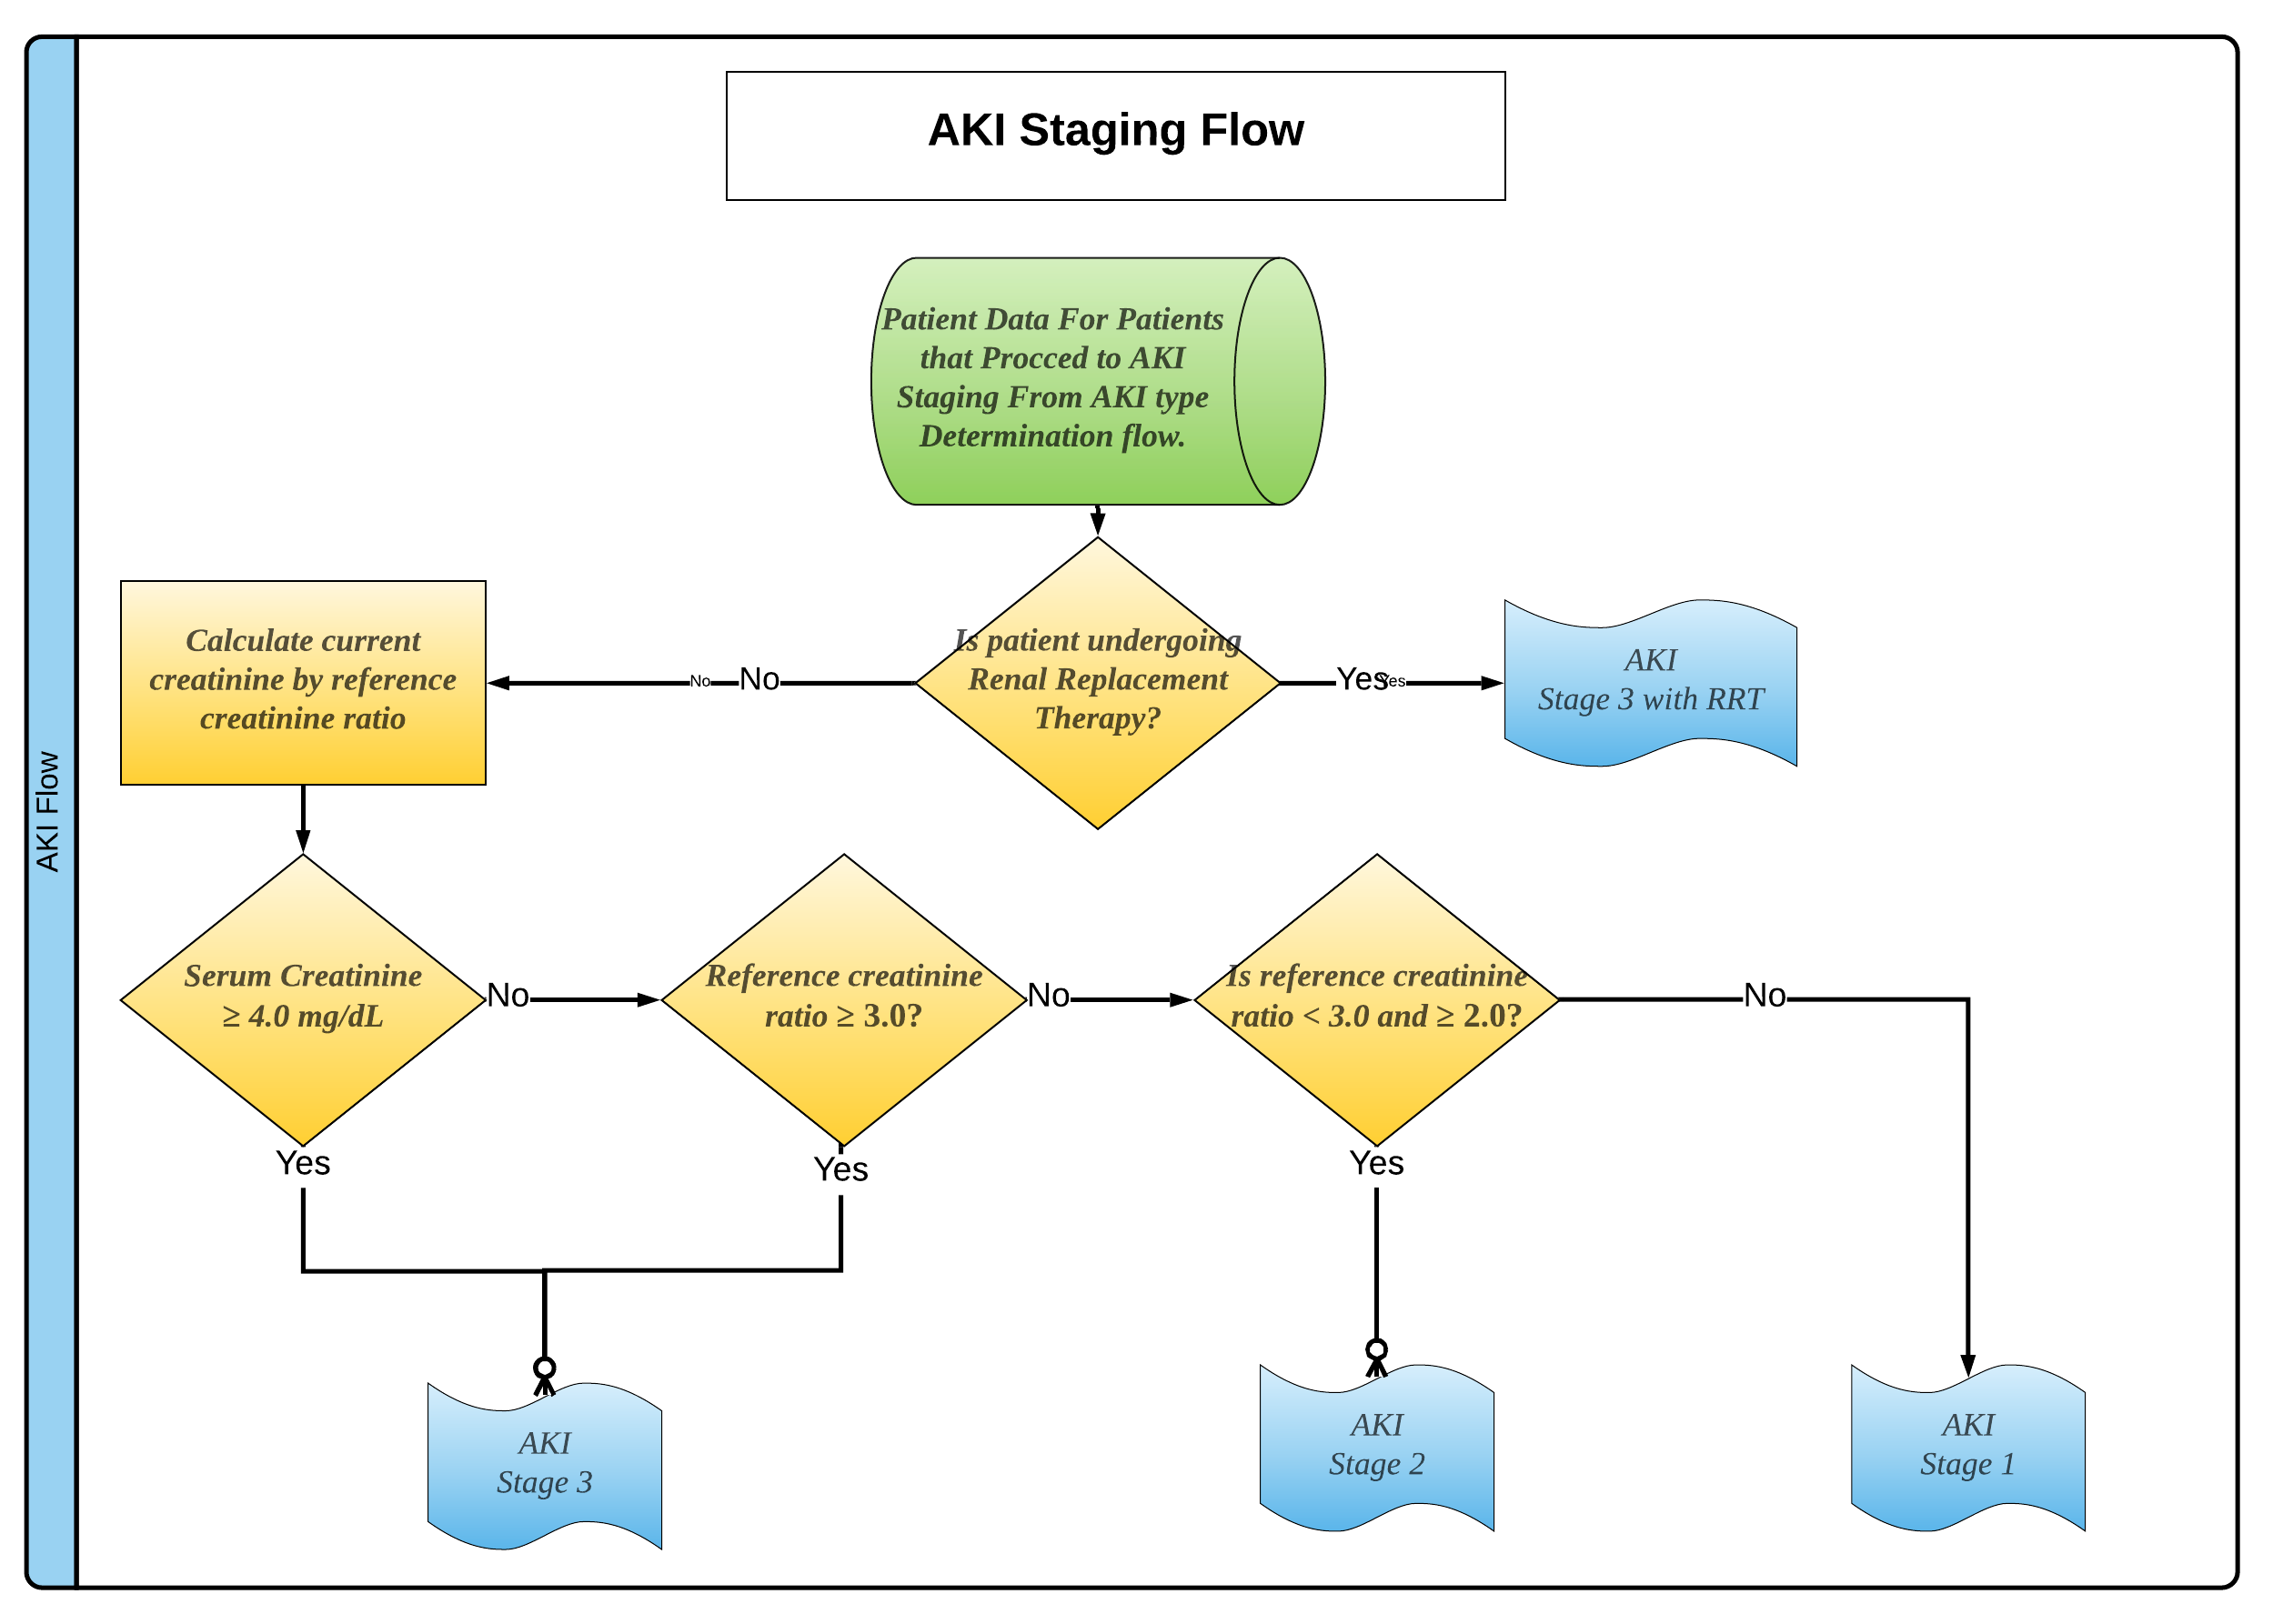 AKI Staging Flow
Patient Data For Patients
that Procced to AKI
Staging From AKI type
Determination flow.
Calculate current
creatinine by reference
creatinine ratio
No
No
Is patient undergoing
Renal Replacement
Therapy?
Yes
Yes
AKI
Stage 3 with RRT
AKI Flow
Serum Creatinine
≥ 4.0 mg/dL
No
Reference creatinine
ratio ≥ 3.0?
No
Is reference creatinine
ratio < 3.0 and ≥ 2.0?
No
Yes
Yes
Yes
AKI
Stage 3
AKI
Stage 2
AKI
Stage 1